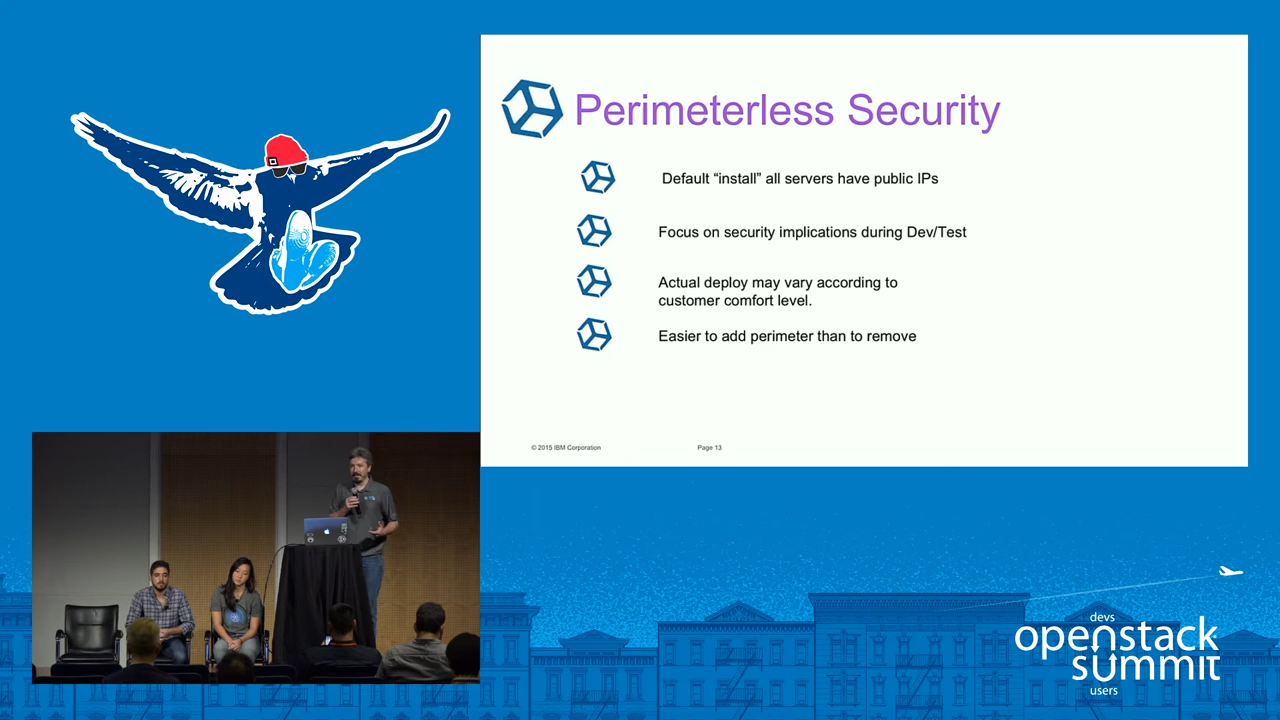 Perimeterless Security
Default “install” all servers have public IPs
Focus on security implications during Dev/Test
Actual deploy may vary according to
customer comfort level.
Easier to add perimeter than to remove
© 2015 IBM Corporation
Page 13
devs
openstack
summit
users